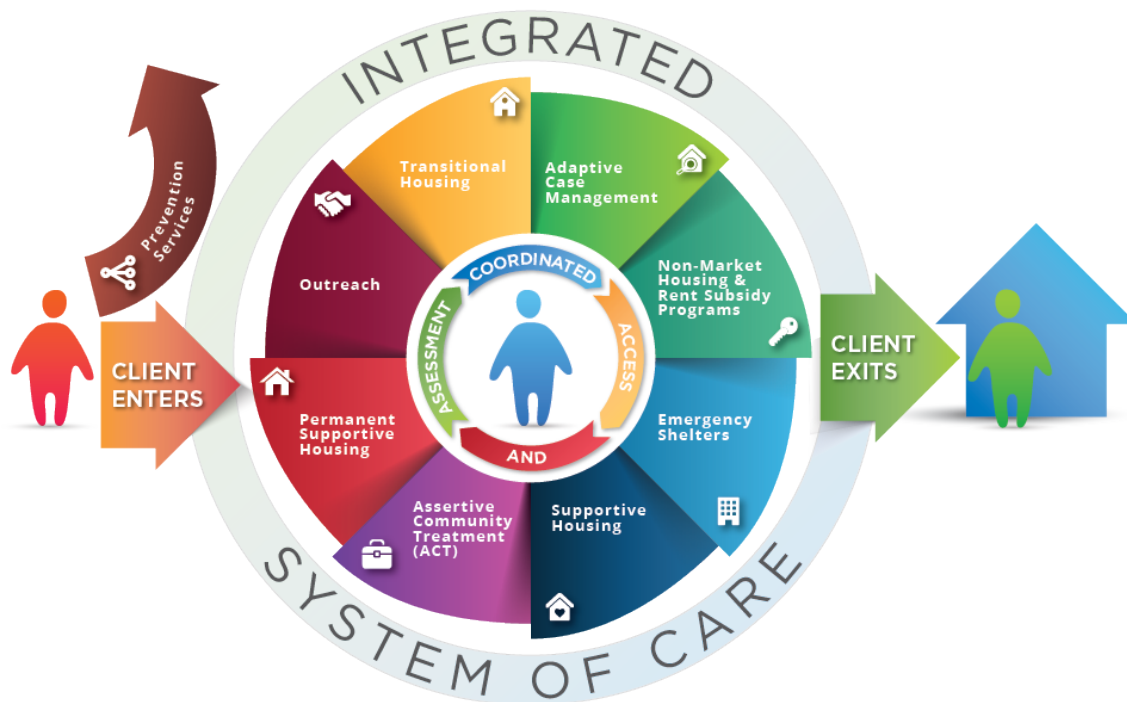 INTEGRATED
Prevention
Services
CLIENT
ENTERS
Transitional
Housing
Adaptive
Case
Management
Outreach
Non-Market
Housing &
Rent Subsidy
Programs
COORDINATED
ACCESS
AND
ASSESSMENT
Permanent
Supportive
Housing
Emergency
Shelters
Assertive
Community
Treatment
(ACT)
Supportive
Housing
CLIENT
EXITS
SYSTEM OF CARE